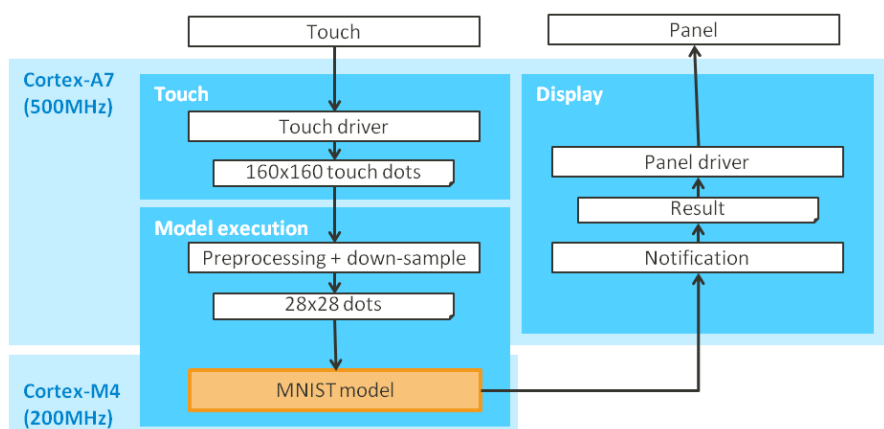 Touch
Panel
Cortex-A7
(500MHz)
Touch
Display
Touch driver
160x160 touch dots
Panel driver
Result
Model execution
Preprocessing + down-sample
Notification
28x28 dots
Cortex-M4
(200MHz)
MNIST model